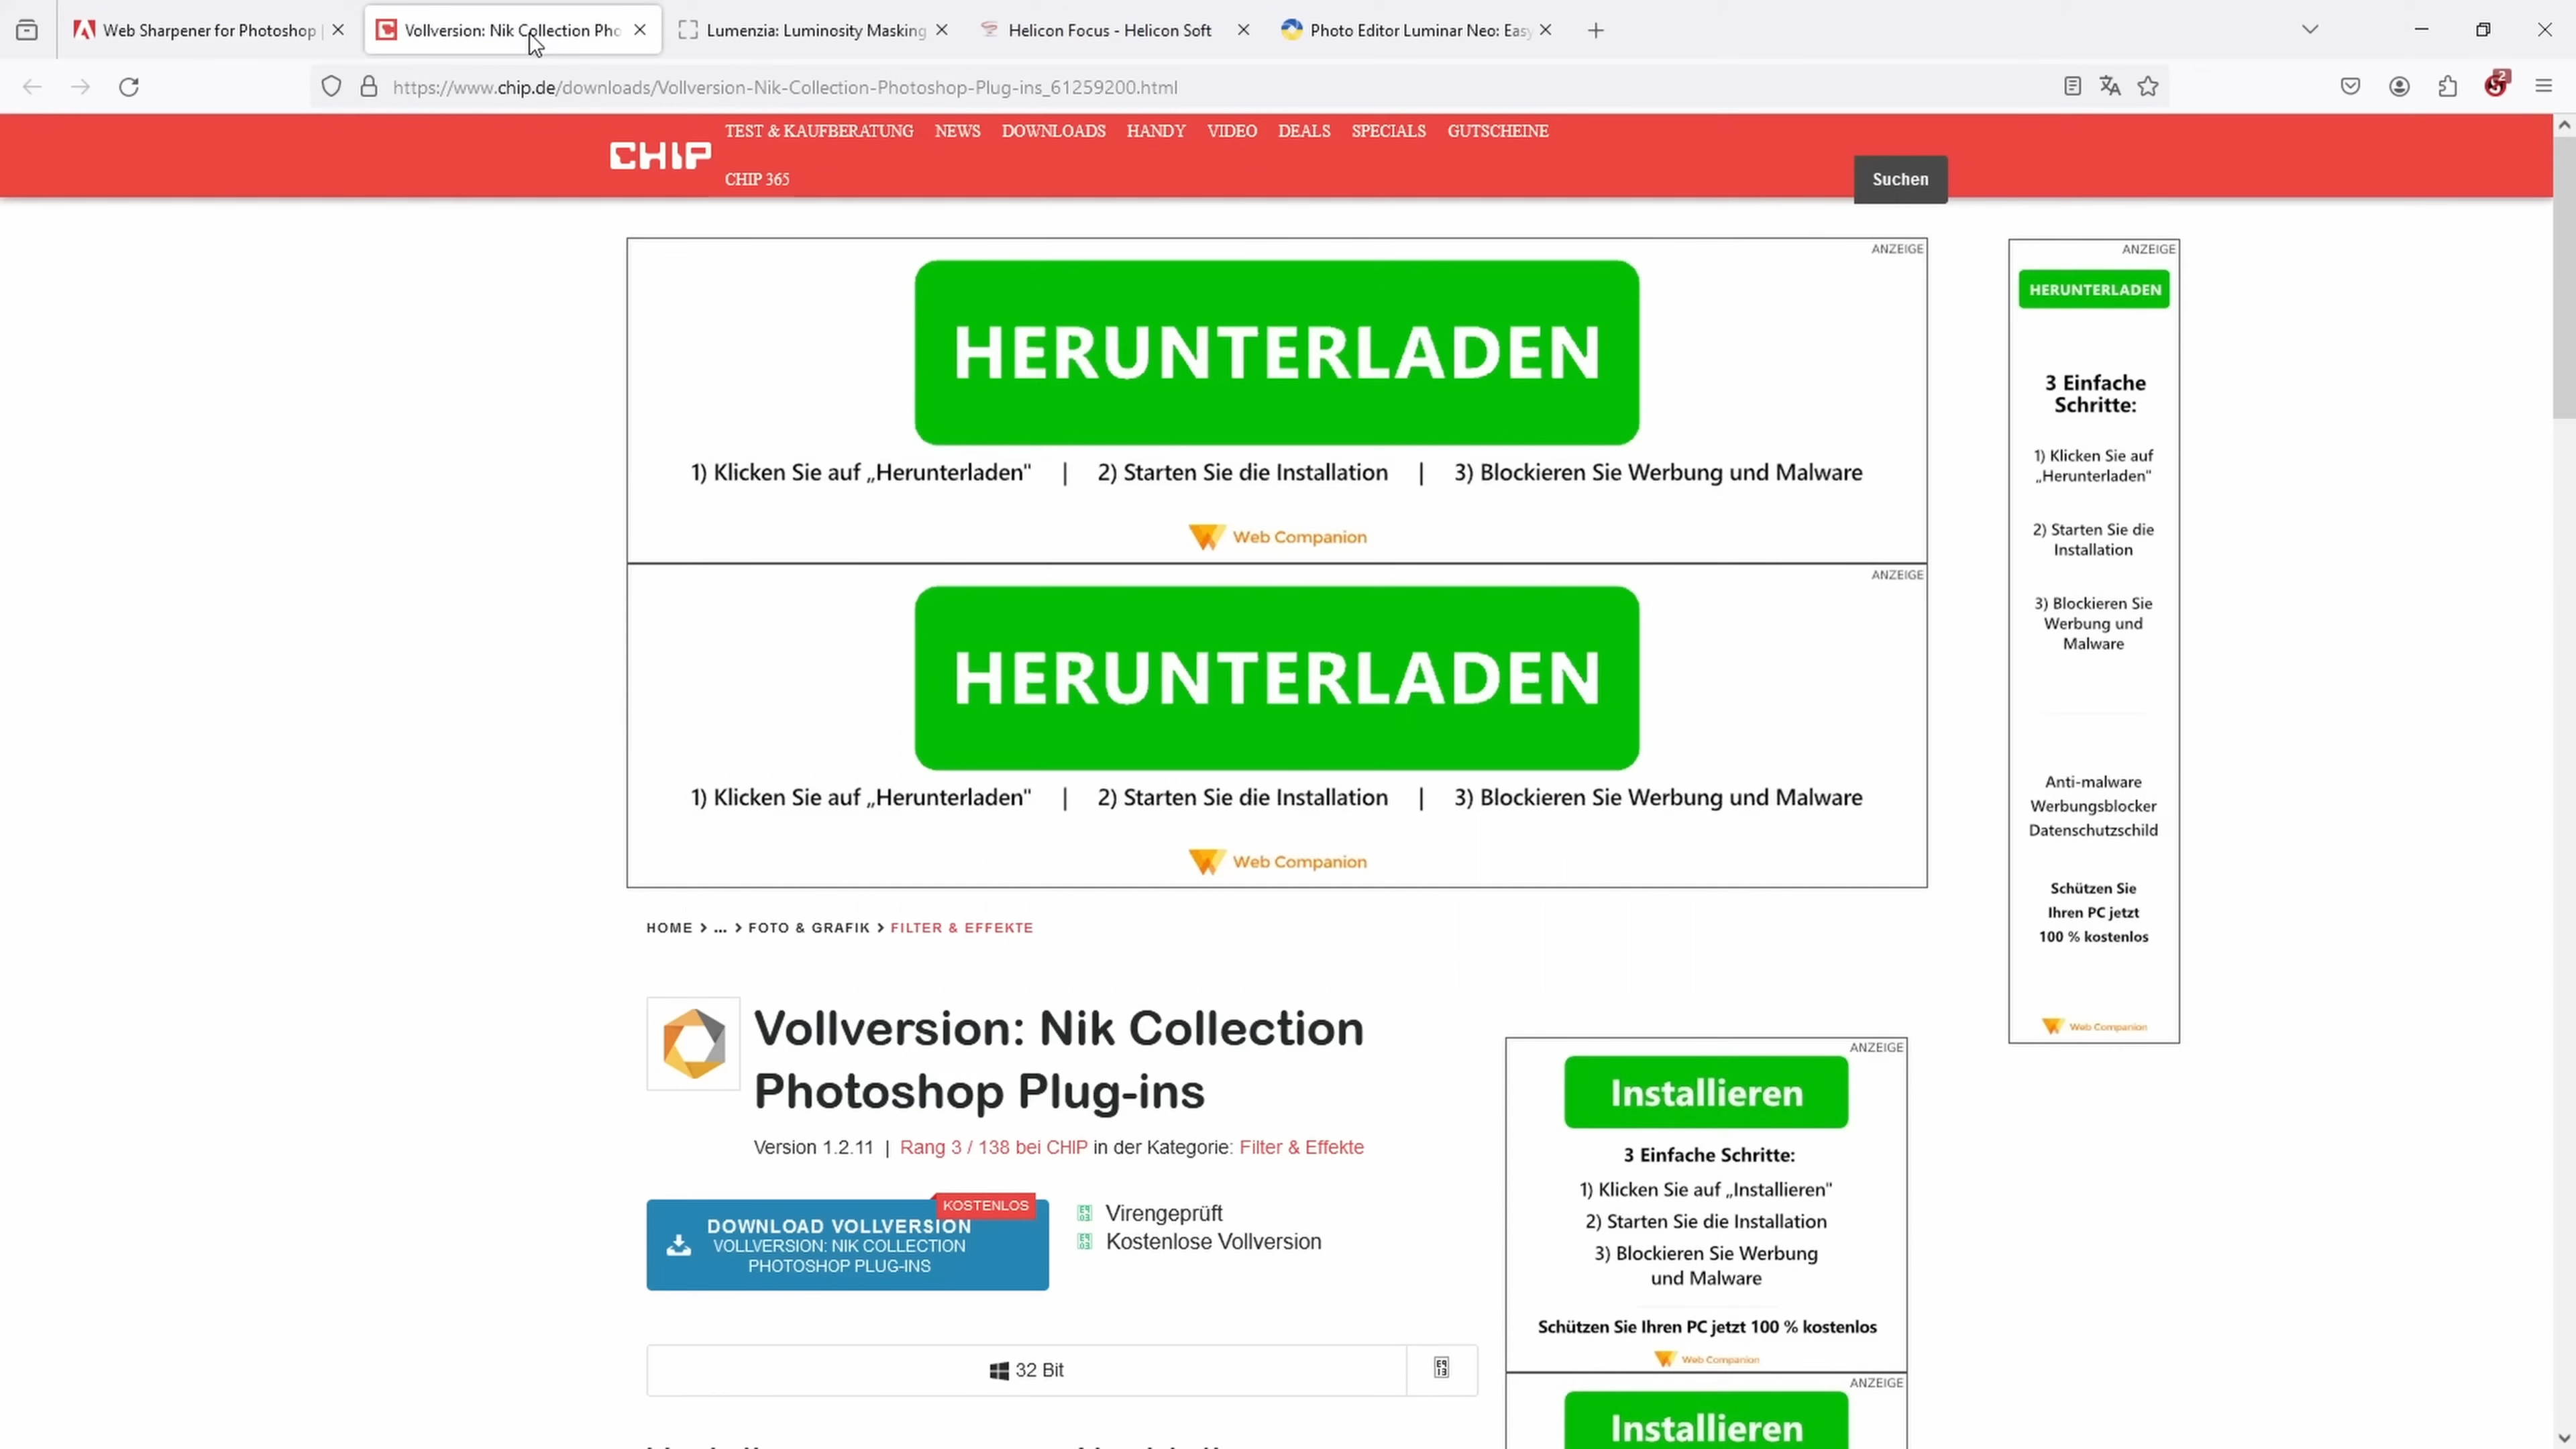 Web Sharpener for Photoshop |
Vollversion: Nik Collection Pho
Lumenzia: Luminosity Masking
Helicon Focus - Helicon Soft
Photo Editor Luminar Neo: Easy
https://www.chip.de/downloads/Vollversion-Nik-Collection-Photoshop-Plug-ins_61259200.html
2
CHIP
TEST & KAUFBERATUNG NEWS DOWNLOADS HANDY VIDEO DEALS SPECIALS GUTSCHEINE
CHIP 365
Suchen
ANZEIGE
HERUNTERLADEN
1) Klicken Sie auf „Herunterladen" | 2) Starten Sie die Installation | 3) Blockieren Sie Werbung und Malware
Web Companion
ANZEIGE
HERUNTERLADEN
1) Klicken Sie auf „Herunterladen" | 2) Starten Sie die Installation | 3) Blockieren Sie Werbung und Malware
Web Companion
ANZEIGE
HERUNTERLADEN
3 Einfache
Schritte:
1) Klicken Sie auf
„Herunterladen"
2) Starten Sie die
Installation
3) Blockieren Sie
Werbung und
Malware
Anti-malware
Werbungsblocker
Datenschutzschild
Schützen Sie
Ihren PC jetzt
100 % kostenlos
Web Companion
HOME > ... > FOTO & GRAFIK > FILTER & EFFEKTE
Vollversion: Nik Collection
Photoshop Plug-ins
Version 1.2.11 | Rang 3 / 138 bei CHIP in der Kategorie: Filter & Effekte
KOSTENLOS
DOWNLOAD VOLLVERSION
VOLLVERSION: NIK COLLECTION
PHOTOSHOP PLUG-INS
Virengeprüft
Kostenlose Vollversion
32 Bit
ANZEIGE
Installieren
3 Einfache Schritte:
1) Klicken Sie auf „Installieren"
2) Starten Sie die Installation
3) Blockieren Sie Werbung
und Malware
Schützen Sie Ihren PC jetzt 100 % kostenlos
Web Companion
ANZEIGE
Installieren